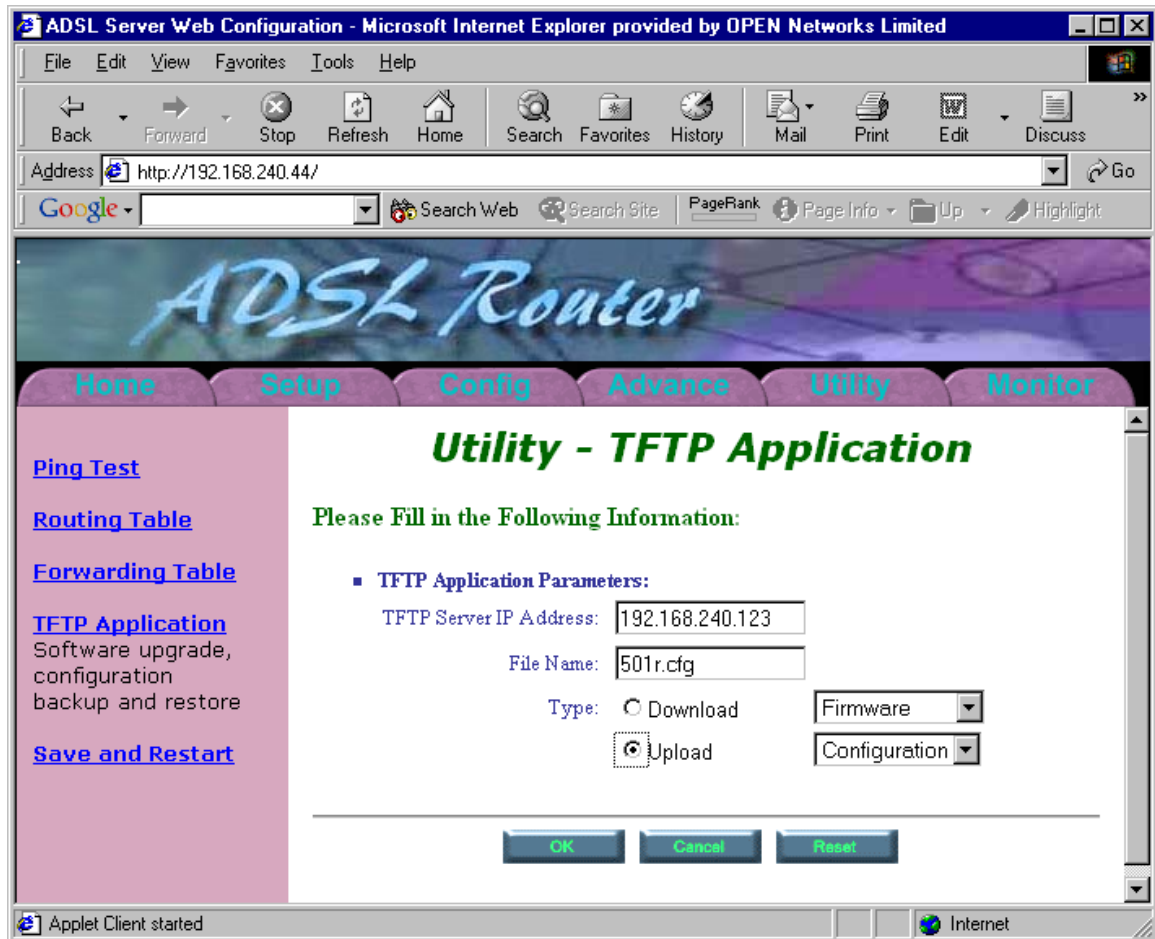 ADSL Server Web Configuration - Microsoft Internet Explorer provided by OPEN Networks Limited
File Edit View Favorites Tools Help
Back Forward Stop Refresh Home Search Favorites History Mail Print Edit Discuss »
Address http://192.168.240.44/ Go
Google Search Web Search Site PageRank Page Info Up Highlight
ADSL Router
Home Setup Config Advance Utility Monitor
Ping Test
Routing Table
Forwarding Table
TFTP Application
Software upgrade,
configuration
backup and restore
Save and Restart
Utility - TFTP Application
Please Fill in the Following Information:
TFTP Application Parameters:
TFTP Server IP Address: 192.168.240.123
File Name: 501r.cfg
Type: Download Firmware
Upload Configuration
OK Cancel Reset
Applet Client started Internet